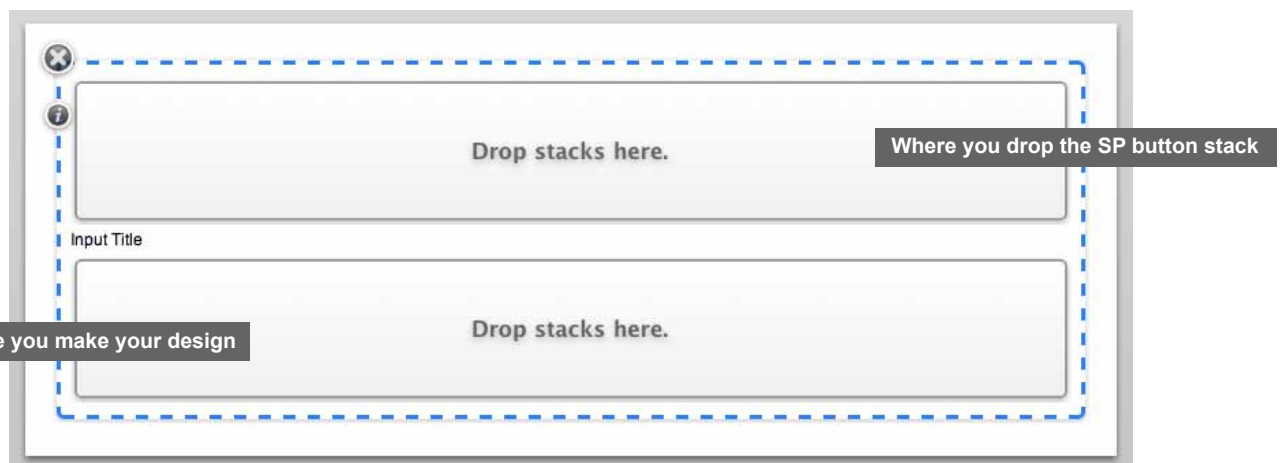 Drop stacks here.
Where you drop the SP button stack
Input Title
Drop stacks here.
you make your design